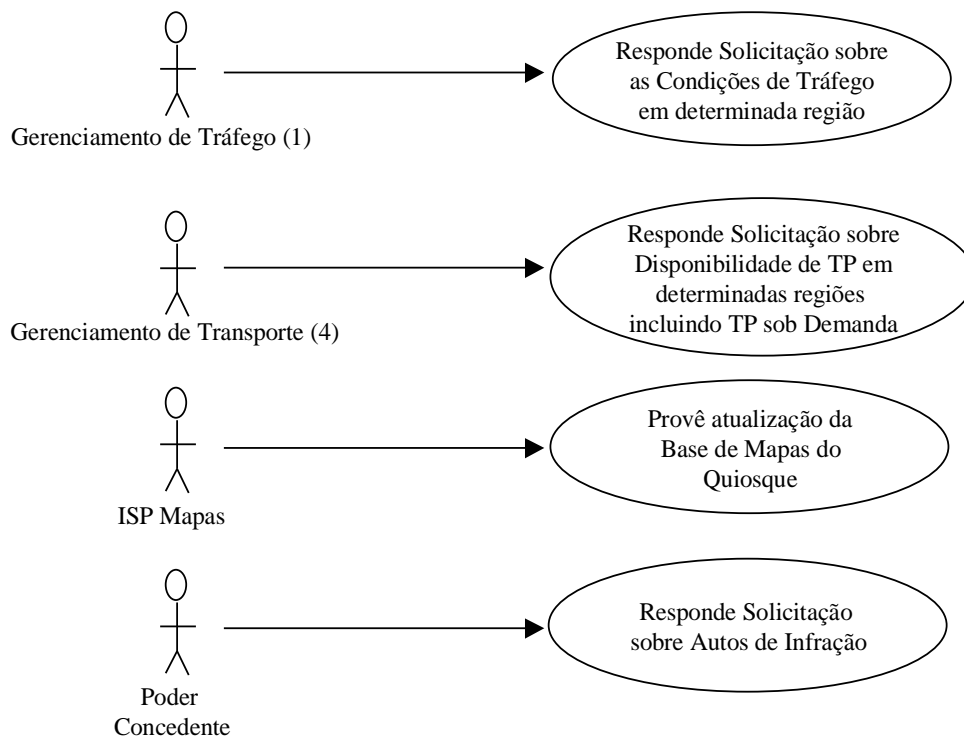 Responde Solicitação sobre
as Condições de Tráfego
em determinada região
Gerenciamento de Tráfego (1)
Responde Solicitação sobre
Disponibilidade de TP em
determinadas regiões
incluindo TP sob Demanda
Gerenciamento de Transporte (4)
Provê atualização da
Base de Mapas do
Quiosque
ISP Mapas
Responde Solicitação
sobre Autos de Infração
Poder
Concedente